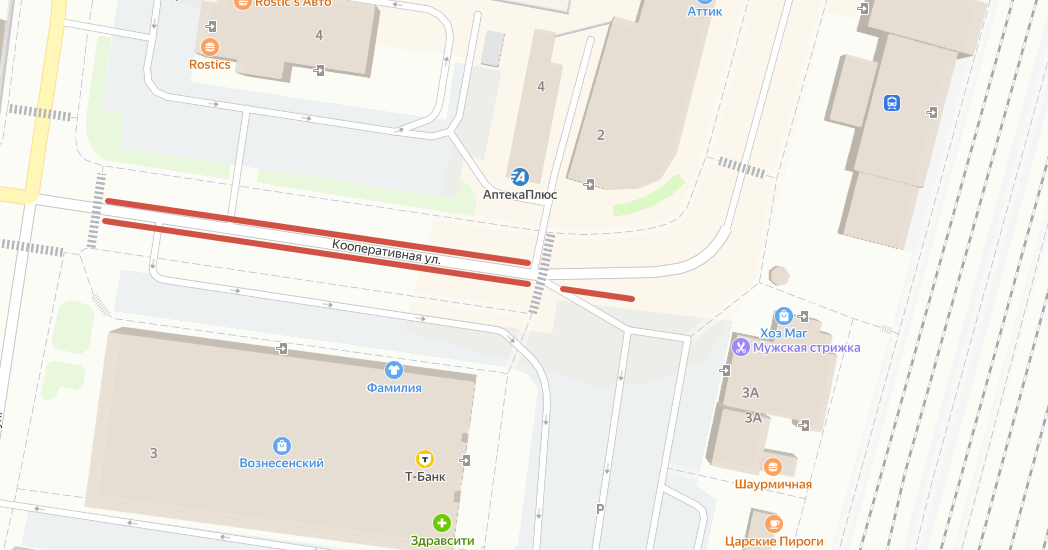 Rostic's Авто
4
Rostics
Аттик
4
2
АптекаПлюс
Кооперативная ул.
Хоз Маг
Мужская стрижка
Фамилия
3А
3А
3
Вознесенский
Т
Т-Банк
Шаурмичная
P
Здравсити
Царские Пироги